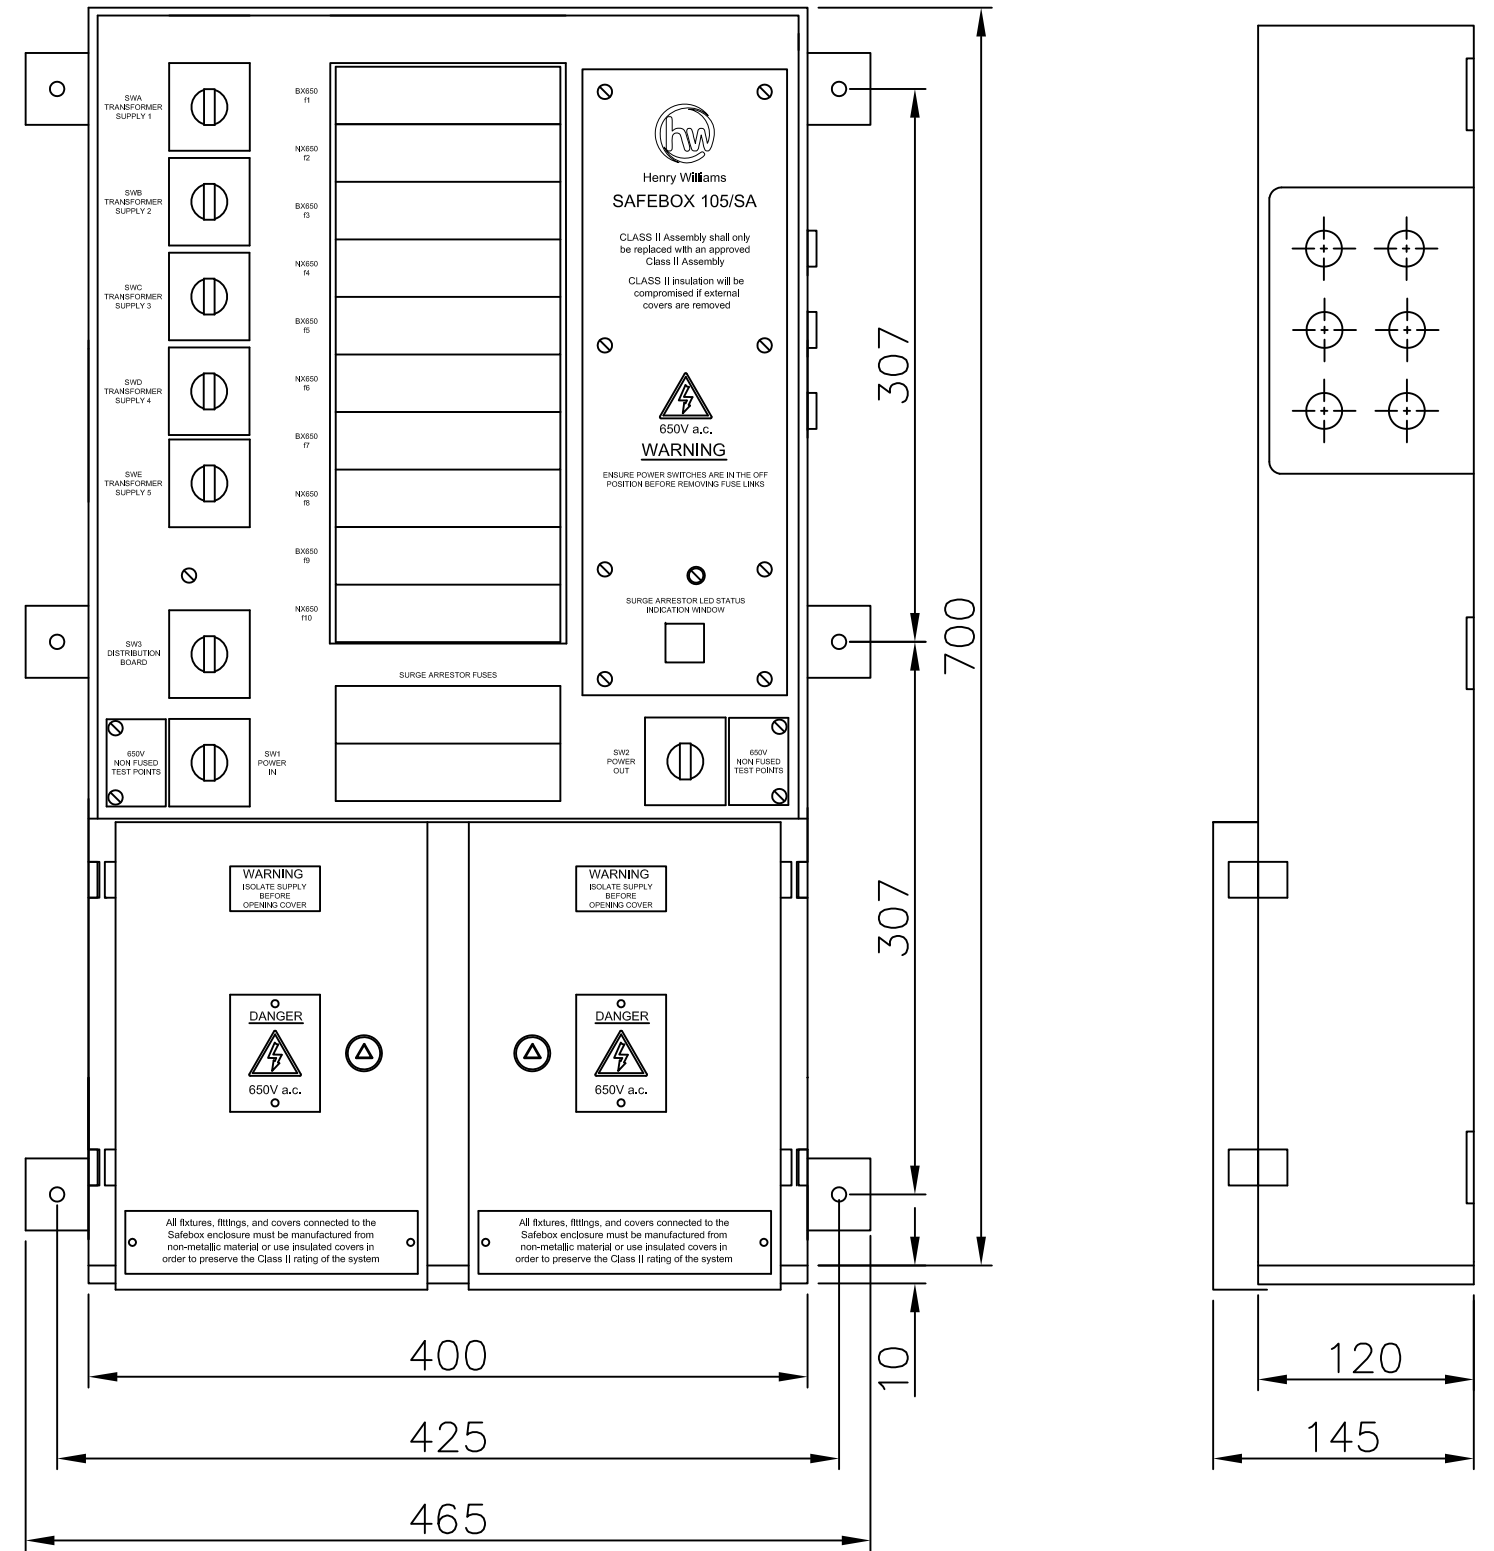 SWA
TRANSFORMER
SUPPLY 1
SWB
TRANSFORMER
SUPPLY 2
SWC
TRANSFORMER
SUPPLY 3
SWD
TRANSFORMER
SUPPLY 4
SWE
TRANSFORMER
SUPPLY 5
SW3
DISTRIBUTION
BOARD
650V
NON FUSED
TEST POINTS
SW1
POWER
IN
BX650
f1
NX650
f2
BX650
f3
NX650
f4
BX650
f5
NX650
f6
BX650
f7
NX650
f8
BX650
f9
NX650
f10
SURGE ARRESTOR FUSES
hw
Henry Williams
SAFEBOX 105/SA
CLASS II Assembly shall only
be replaced with an approved
Class II Assembly
CLASS II insulation will be
compromised if external
covers are removed
650V a.c.
WARNING
ENSURE POWER SWITCHES ARE IN THE OFF
POSITION BEFORE REMOVING FUSE LINKS
SURGE ARRESTOR LED STATUS
INDICATION WINDOW
SW2
POWER
OUT
650V
NON FUSED
TEST POINTS
WARNING
ISOLATE SUPPLY
BEFORE
OPENING COVER
DANGER
650V a.c.
All fixtures, fittings, and covers connected to the
Safebox enclosure must be manufactured from
non-metallic material or use insulated covers in
order to preserve the Class II rating of the system
WARNING
ISOLATE SUPPLY
BEFORE
OPENING COVER
DANGER
650V a.c.
All fixtures, fittings, and covers connected to the
Safebox enclosure must be manufactured from
non-metallic material or use insulated covers in
order to preserve the Class II rating of the system
307
700
307
10
400
425
465
120
145